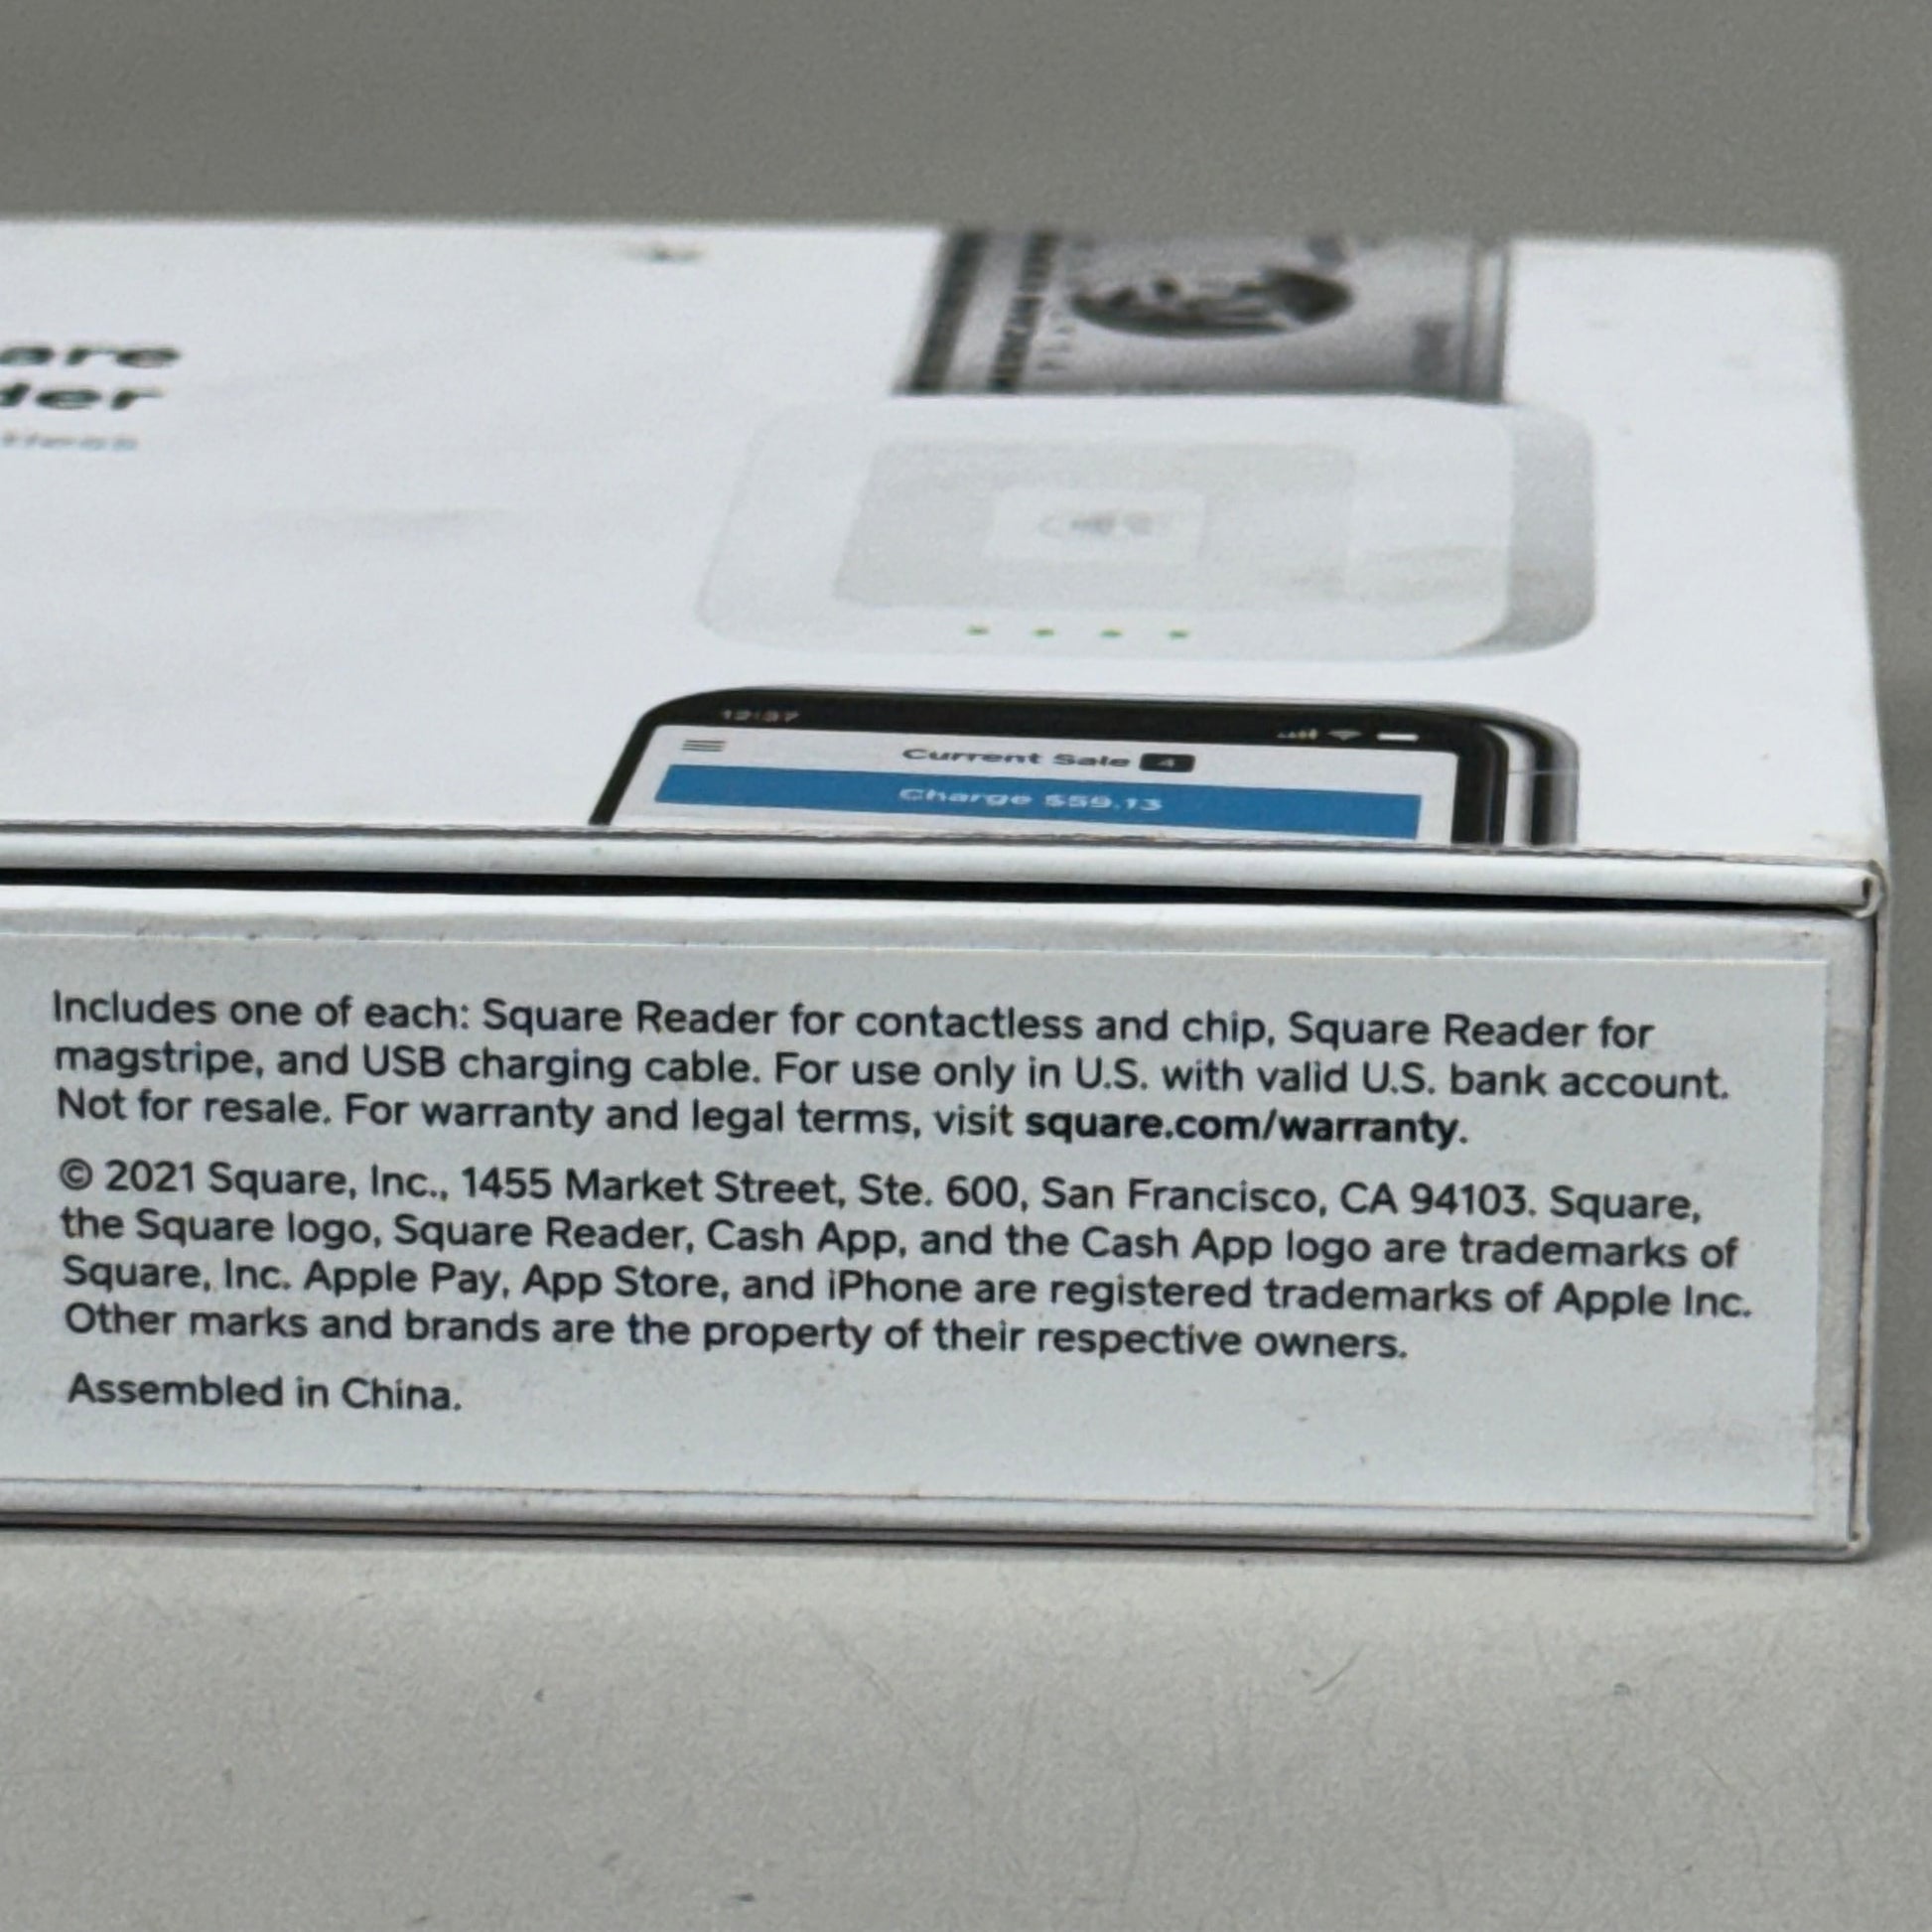 are
der
12:37
Current Sale 4
Charge $59.13
Includes one of each: Square Reader for contactless and chip, Square Reader for
magstripe, and USB charging cable. For use only in U.S. with valid U.S. bank account.
Not for resale. For warranty and legal terms, visit square.com/warranty.
© 2021 Square, Inc., 1455 Market Street, Ste. 600, San Francisco, CA 94103. Square,
the Square logo, Square Reader, Cash App, and the Cash App logo are trademarks of
Square, Inc. Apple Pay, App Store, and iPhone are registered trademarks of Apple Inc.
Other marks and brands are the property of their respective owners.
Assembled in China.